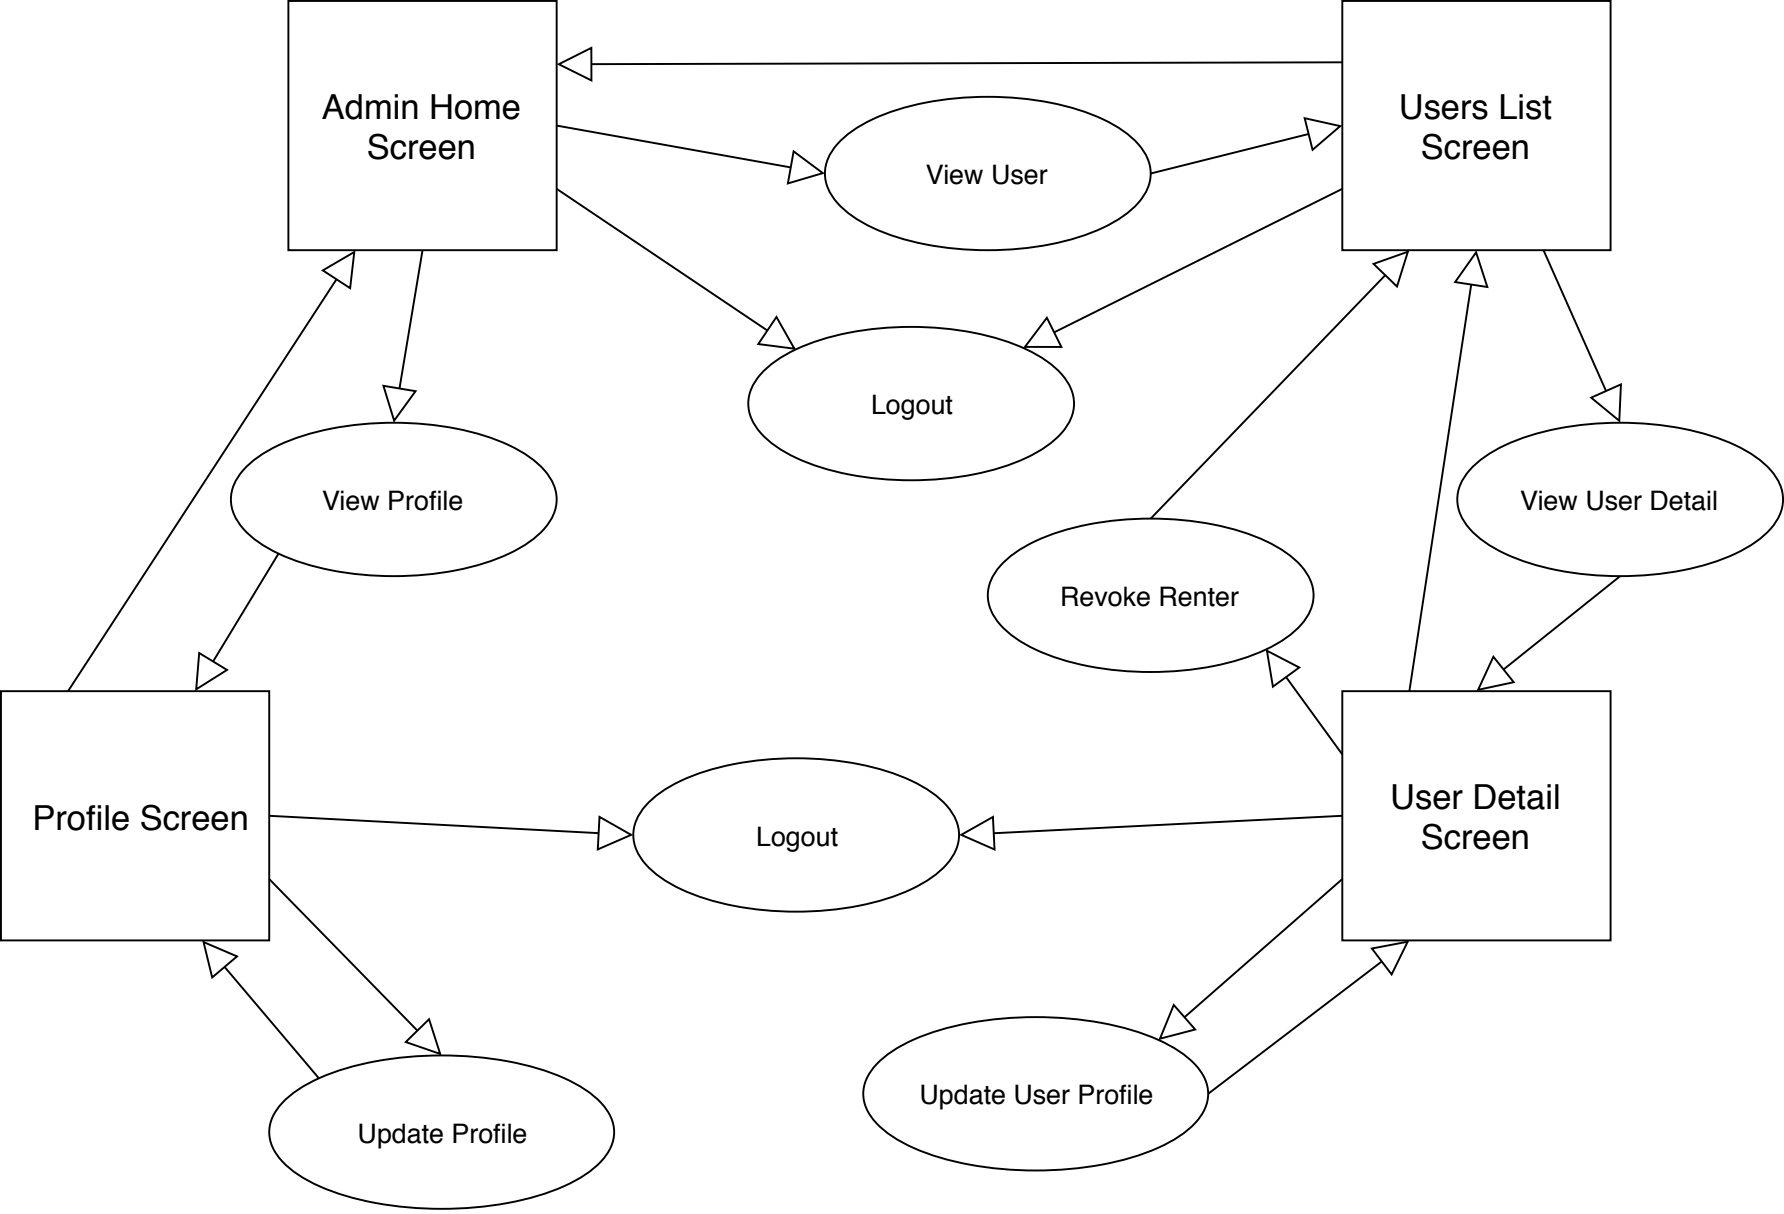 Admin Home
Screen
Users List
Screen
View User
Logout
View Profile
View User Detail
Revoke Renter
Profile Screen
User Detail
Screen
Logout
Update User Profile
Update Profile